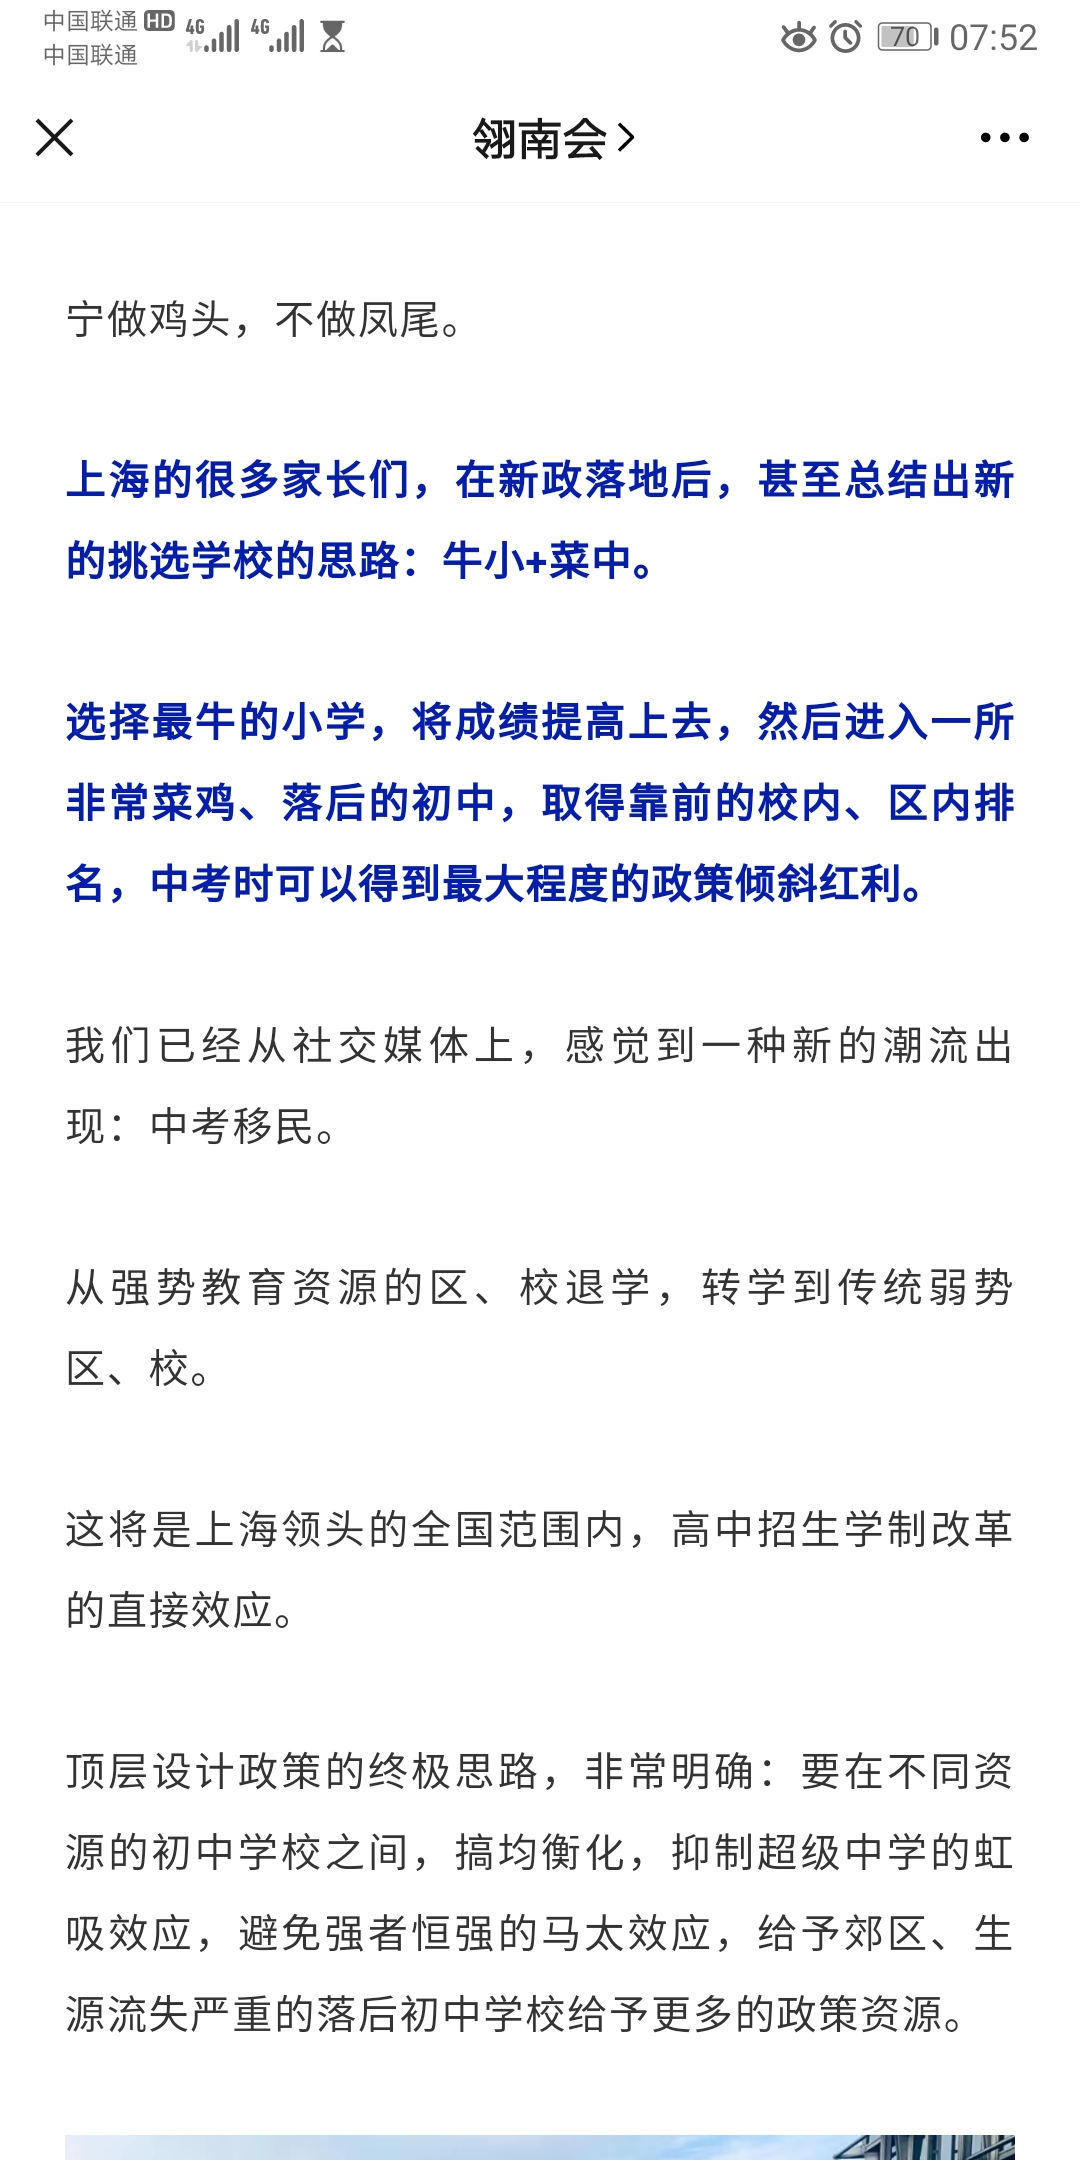 中国联通 HD 4G 4G 70 07:52
中国联通
翎南会
宁做鸡头，不做凤尾。
上海的很多家长们，在新政落地后，甚至总结出新
的挑选学校的思路：牛小+菜中。
选择最牛的小学，将成绩提高上去，然后进入一所
非常菜鸡、落后的初中，取得靠前的校内、区内排
名，中考时可以得到最大程度的政策倾斜红利。
我们已经从社交媒体上，感觉到一种新的潮流出
现：中考移民。
从强势教育资源的区、校退学，转学到传统弱势
区、校。
这将是上海领头的全国范围内，高中招生学制改革
的直接效应。
顶层设计政策的终极思路，非常明确：要在不同资
源的初中学校之间，搞均衡化，抑制超级中学的虹
吸效应，避免强者恒强的马太效应，给予郊区、生
源流失严重的落后初中学校给予更多的政策资源。